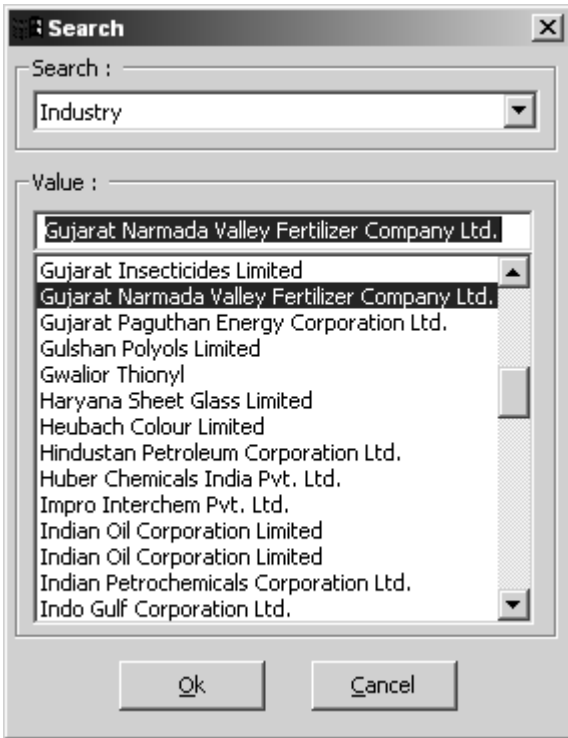 Search
Search :
Industry
Value :
Gujarat Narmada Valley Fertilizer Company Ltd.
Gujarat Insecticides Limited
Gujarat Narmada Valley Fertilizer Company Ltd.
Gujarat Paguthan Energy Corporation Ltd.
Gulshan Polyols Limited
Gwalior Thionyl
Haryana Sheet Glass Limited
Heubach Colour Limited
Hindustan Petroleum Corporation Ltd.
Huber Chemicals India Pvt. Ltd.
Impro Interchem Pvt. Ltd.
Indian Oil Corporation Limited
Indian Oil Corporation Limited
Indian Petrochemicals Corporation Ltd.
Indo Gulf Corporation Ltd.
Ok Cancel